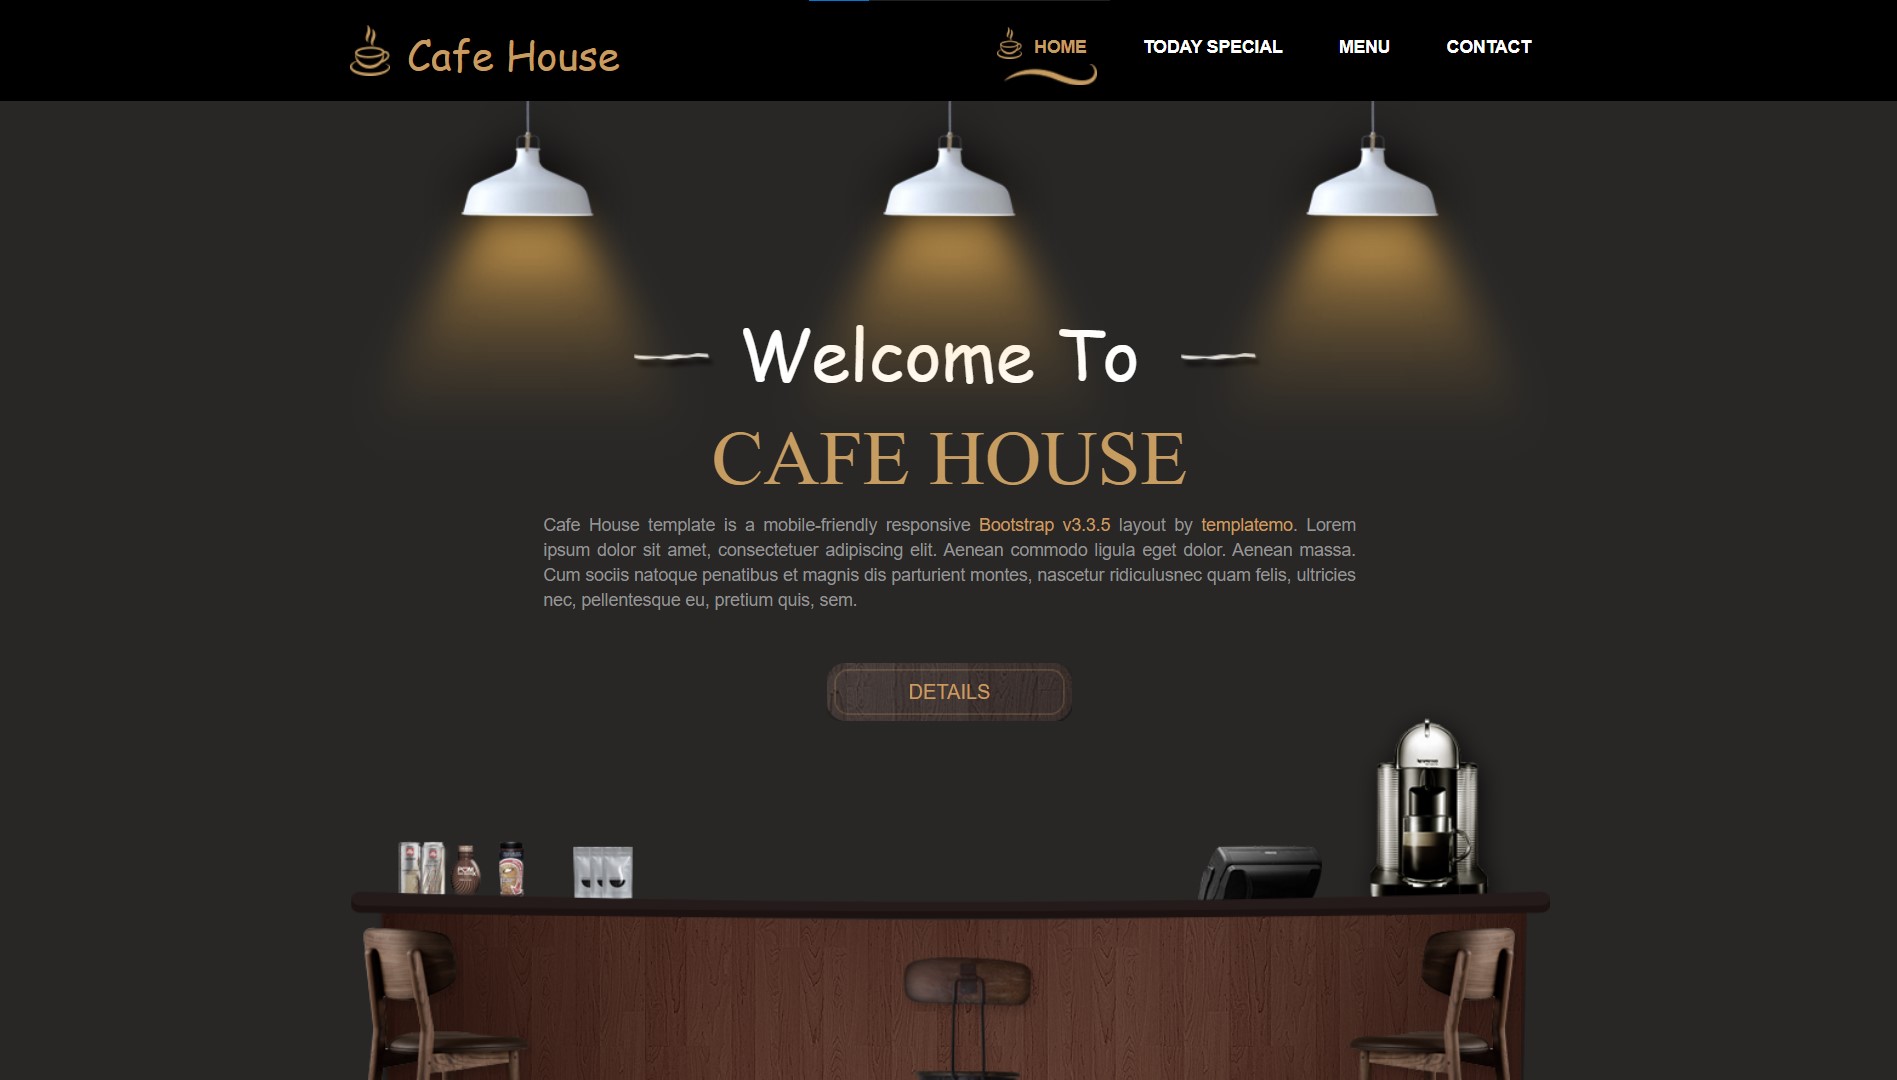 Cafe House
HOME
TODAY SPECIAL
MENU
CONTACT
Welcome To
CAFE HOUSE
Cafe House template is a mobile-friendly responsive Bootstrap v3.3.5 layout by templatemo. Lorem
ipsum dolor sit amet, consectetuer adipiscing elit. Aenean commodo ligula eget dolor. Aenean massa.
Cum sociis natoque penatibus et magnis dis parturient montes, nascetur ridiculusnec quam felis, ultricies
nec, pellentesque eu, pretium quis, sem.
DETAILS
POM